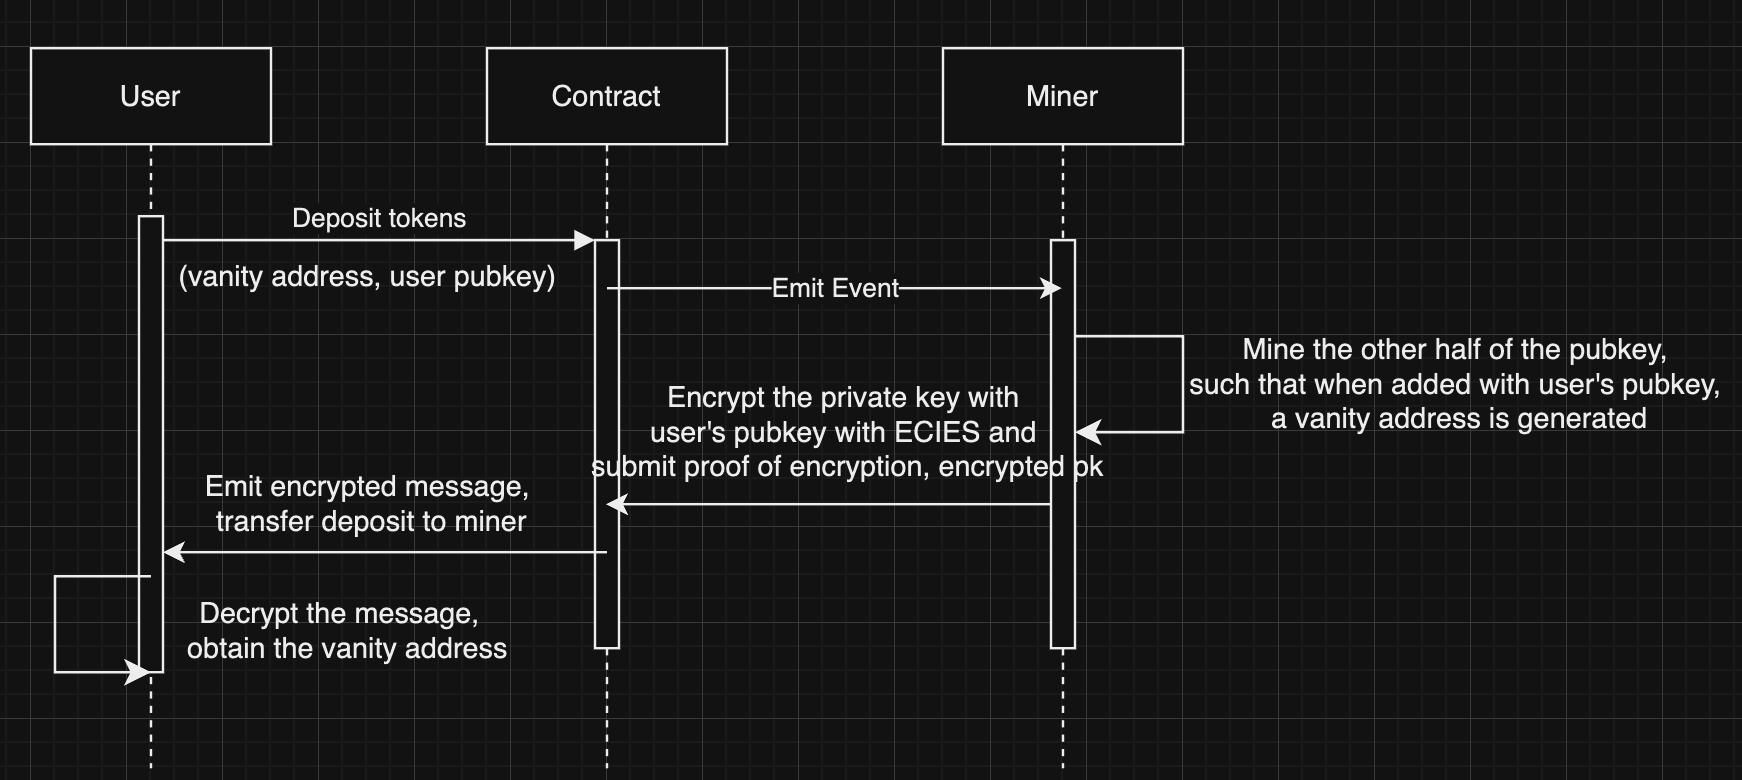 User
Contract
Miner
Deposit tokens
(vanity address, user pubkey)
Emit Event
Mine the other half of the pubkey,
such that when added with user's pubkey,
a vanity address is generated
Encrypt the private key with
user's pubkey with ECIES and
submit proof of encryption, encrypted pk
Emit encrypted message,
transfer deposit to miner
Decrypt the message,
obtain the vanity address